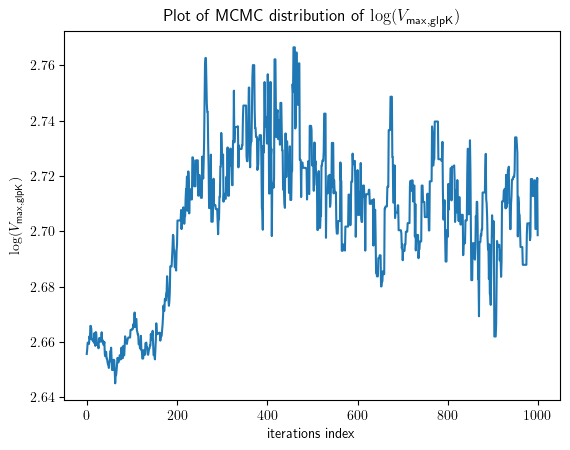 Plot of MCMC distribution of log(V_max,glpK)
2.76
2.74
2.72
2.70
2.68
2.66
2.64
log(V_max,glpK)
0 200 400 600 800 1000
iterations index